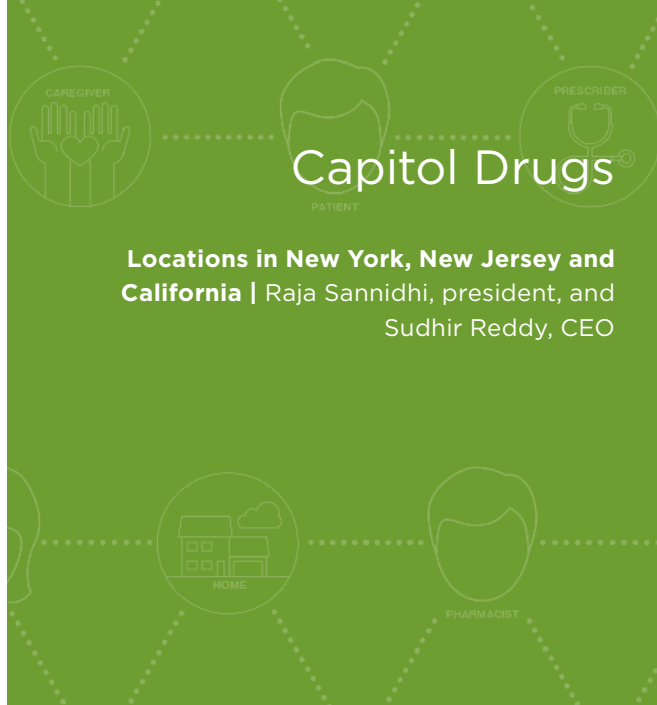 CAREGIVER
PRESCRIBER
Capitol Drugs
PATIENT
Locations in New York, New Jersey and
California | Raja Sannidhi, president, and
Sudhir Reddy, CEO
HOME
PHARMACIST